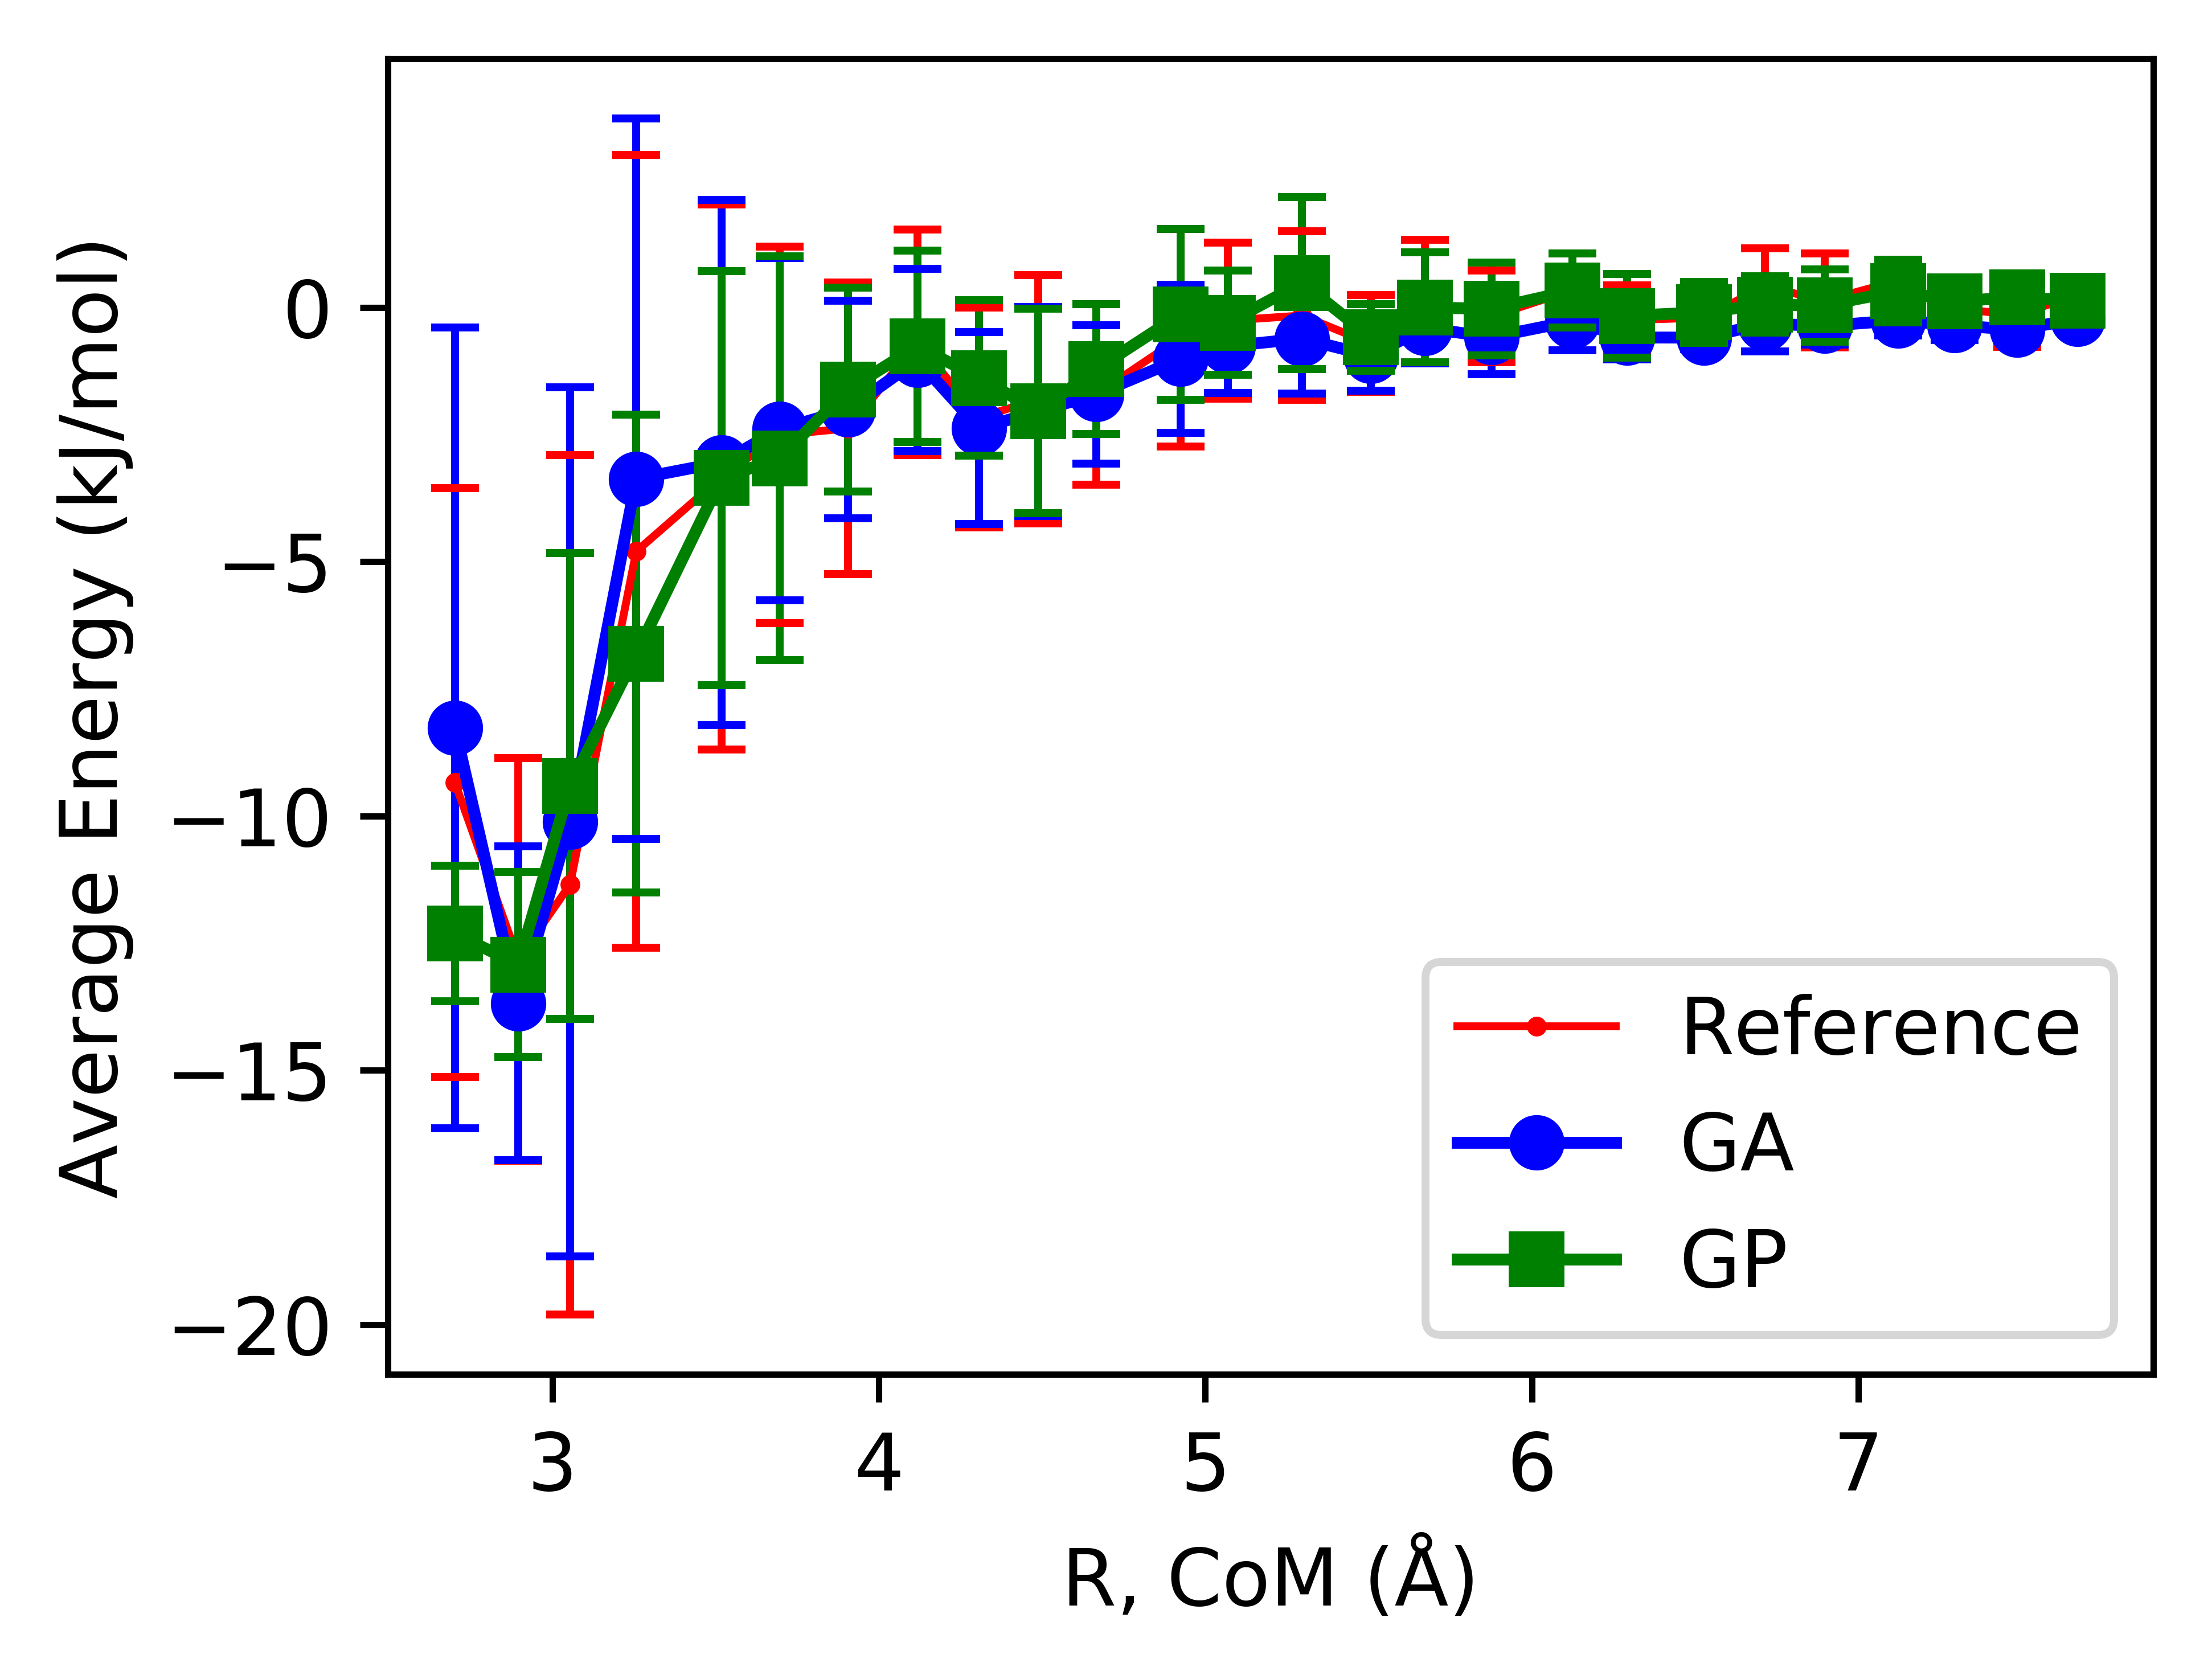 Average Energy (kJ/mol)
0
−5
−10
−15
−20
Reference
GA
GP
3 4 5 6 7
R, CoM (Å)